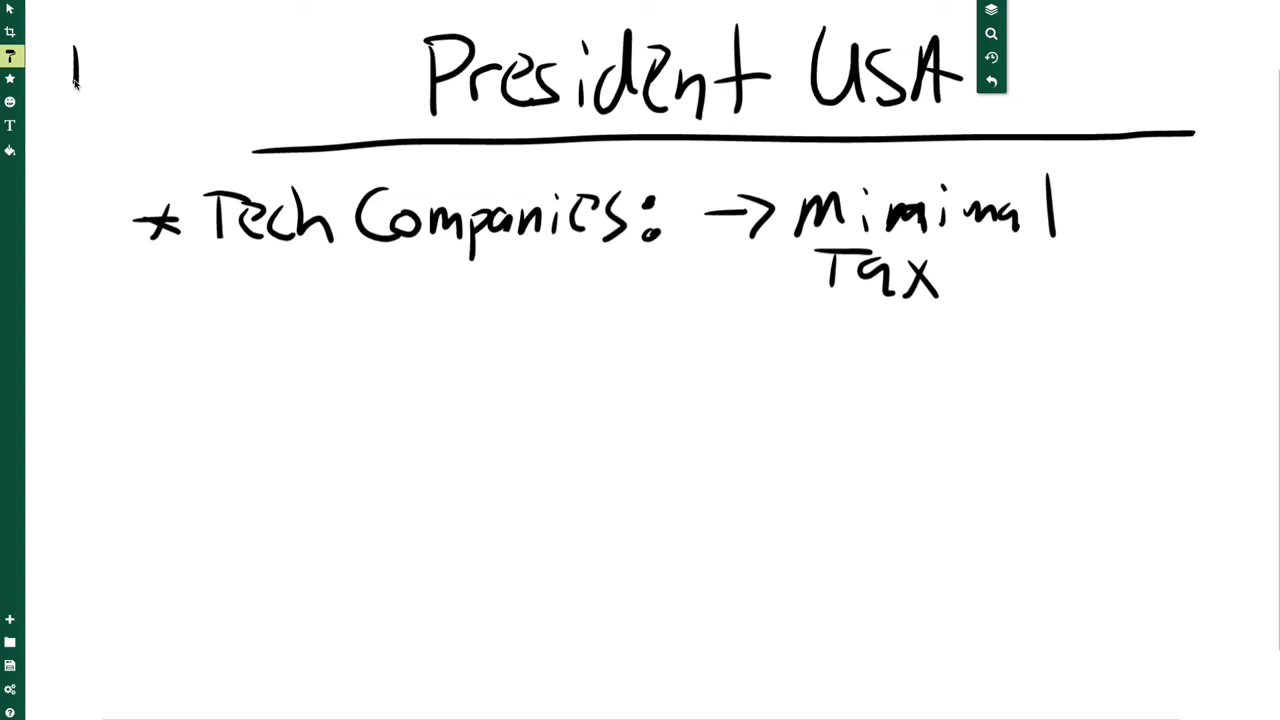 President USA
* Tech Companies: → Minimal
Tax